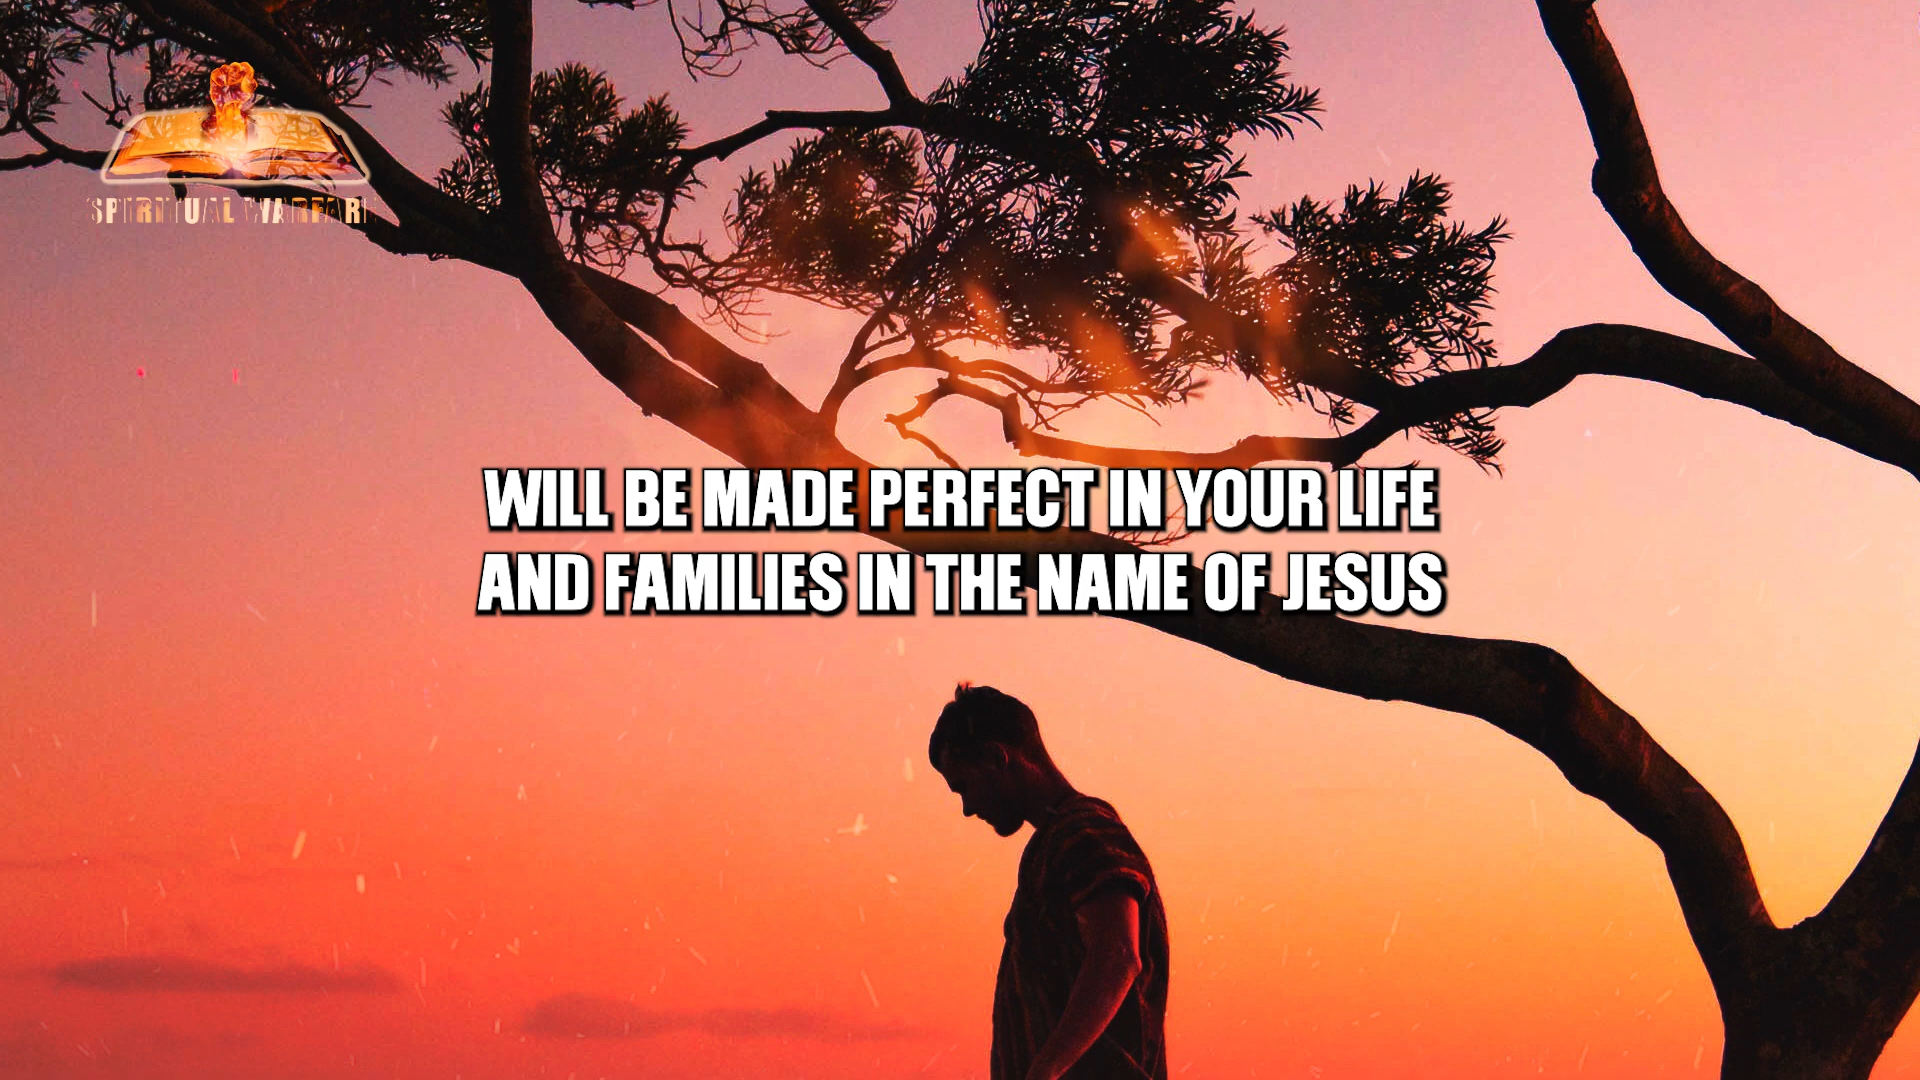 SPIRITUAL WARFARE
WILL BE MADE PERFECT IN YOUR LIFE
AND FAMILIES IN THE NAME OF JESUS